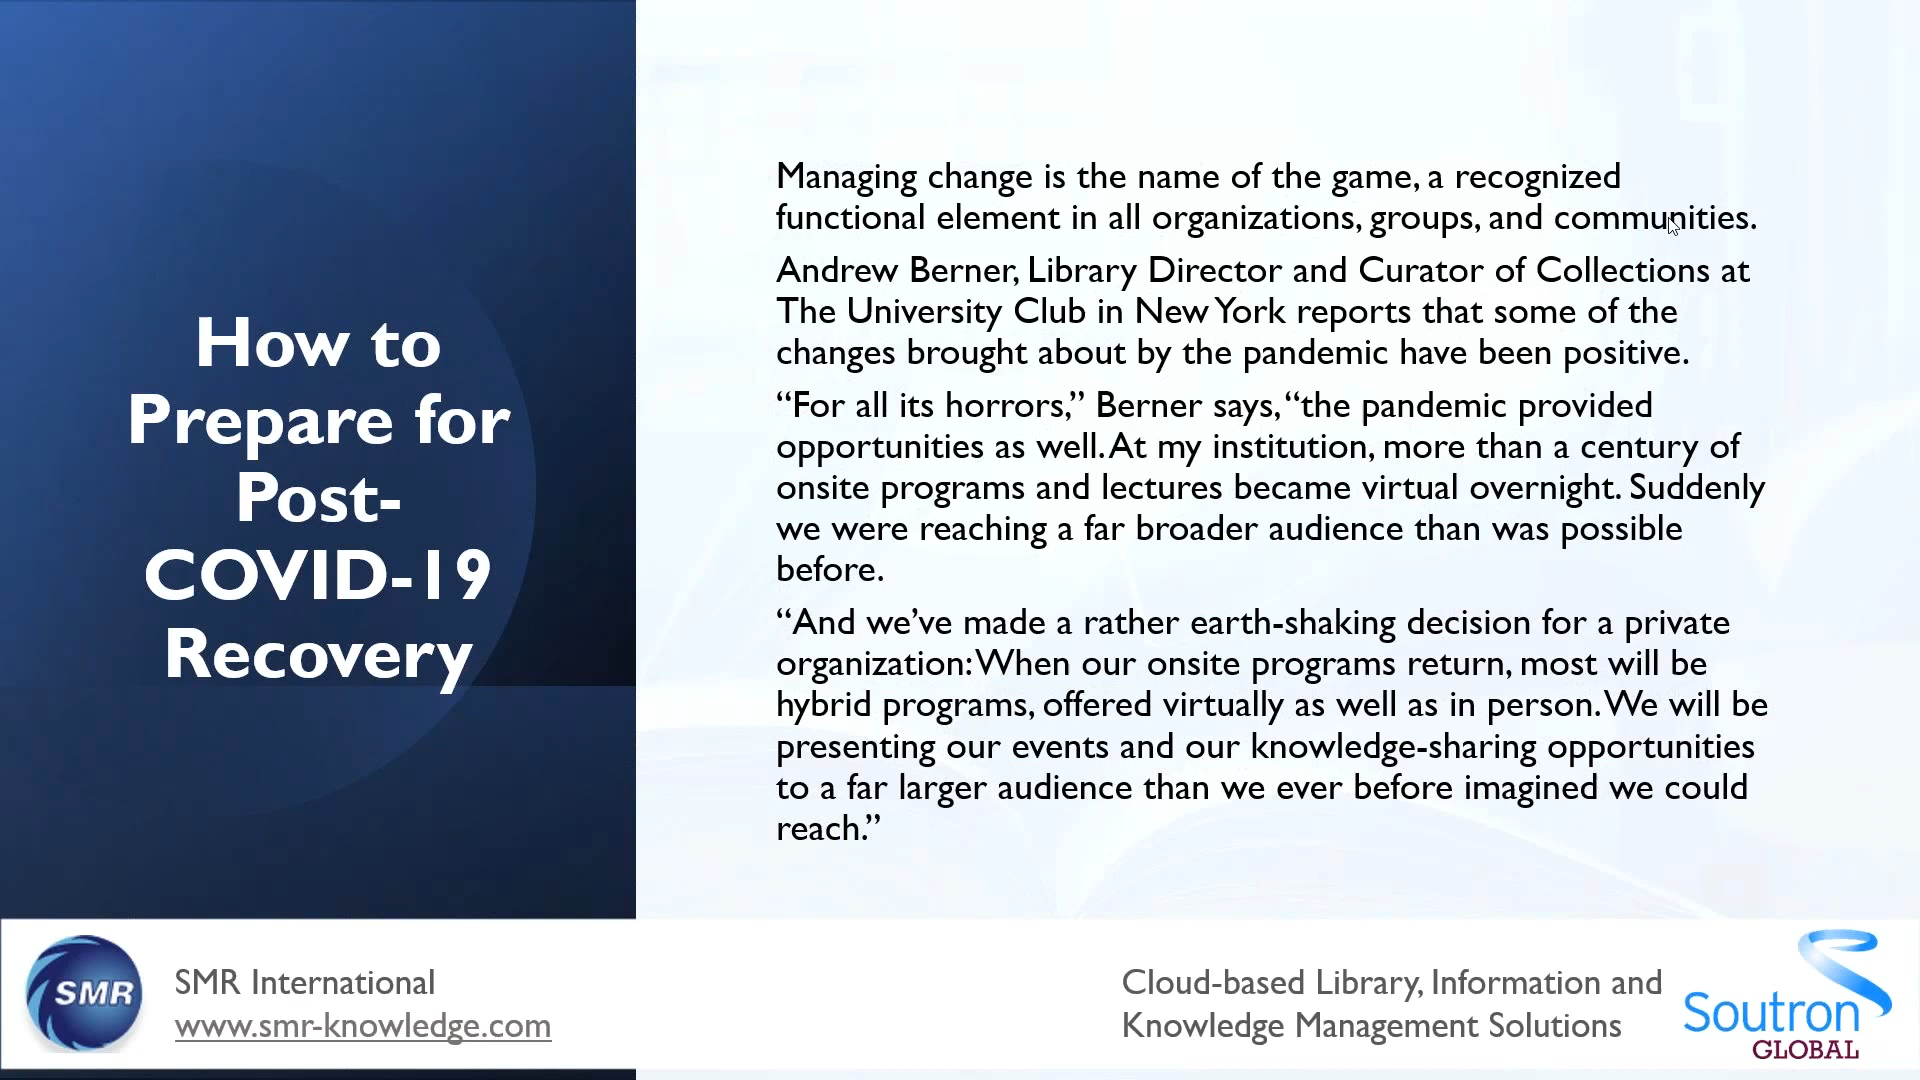 How to
Prepare for
Post-
COVID-19
Recovery
Managing change is the name of the game, a recognized
functional element in all organizations, groups, and communities.
Andrew Berner, Library Director and Curator of Collections at
The University Club in New York reports that some of the
changes brought about by the pandemic have been positive.
“For all its horrors,” Berner says, “the pandemic provided
opportunities as well. At my institution, more than a century of
onsite programs and lectures became virtual overnight. Suddenly
we were reaching a far broader audience than was possible
before.
“And we’ve made a rather earth-shaking decision for a private
organization: When our onsite programs return, most will be
hybrid programs, offered virtually as well as in person. We will be
presenting our events and our knowledge-sharing opportunities
to a far larger audience than we ever before imagined we could
reach.”
SMR
SMR International
www.smr-knowledge.com
Cloud-based Library, Information and
Knowledge Management Solutions
Soutron
GLOBAL